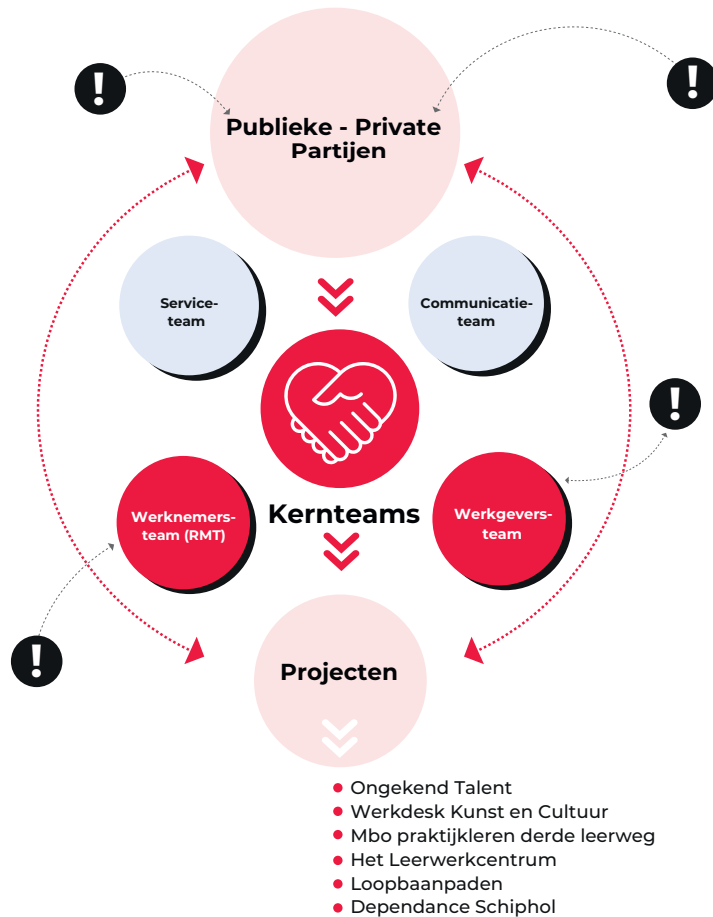 !
!
Publieke - Private
Partijen
Service-
team
Communicatie-
team
!
Werknemers-
team (RMT)
Kernteams
Werkgevers-
team
!
Projecten
Ongekend Talent
Werkdesk Kunst en Cultuur
Mbo praktijkleren derde leerweg
Het Leerwerkcentrum
Loopbaanpaden
Dependance Schiphol